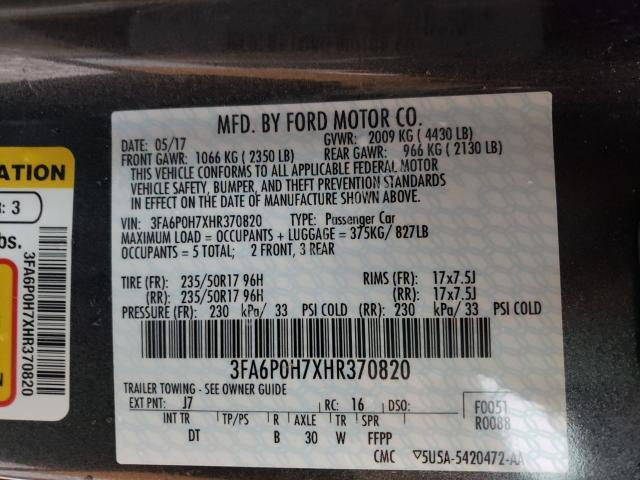 MFD. BY FORD MOTOR CO.
DATE: 05/17 GVWR: 2009 KG ( 4430 LB)
FRONT GAWR: 1066 KG ( 2350 LB) REAR GAWR: 966 KG ( 2130 LB)
THIS VEHICLE CONFORMS TO ALL APPLICABLE FEDERAL MOTOR
VEHICLE SAFETY, BUMPER, AND THEFT PREVENTION STANDARDS
IN EFFECT ON THE DATE OF MANUFACTURE SHOWN ABOVE.
VIN: 3FA6P0H7XHR370820 TYPE: Passenger Car
MAXIMUM LOAD = OCCUPANTS + LUGGAGE = 375KG/ 827LB
OCCUPANTS = 5 TOTAL; 2 FRONT, 3 REAR
TIRE (FR): 235/50R17 96H RIMS (FR): 17x7.5J
(RR): 235/50R17 96H (RR): 17x7.5J
PRESSURE (FR): 230 kPa/ 33 PSI COLD (RR): 230 kPa/ 33 PSI COLD
3FA6P0H7XHR370820
TRAILER TOWING - SEE OWNER GUIDE
EXT PNT: J7 RC: 16 DSO: F0051
INT TR TP/PS R AXLE TR SPR R0088
DT B 30 W FFPP
CMC ▽5U5A-5420472-AA
ATION
: 3
bs.
3FA6P0H7XHR370820